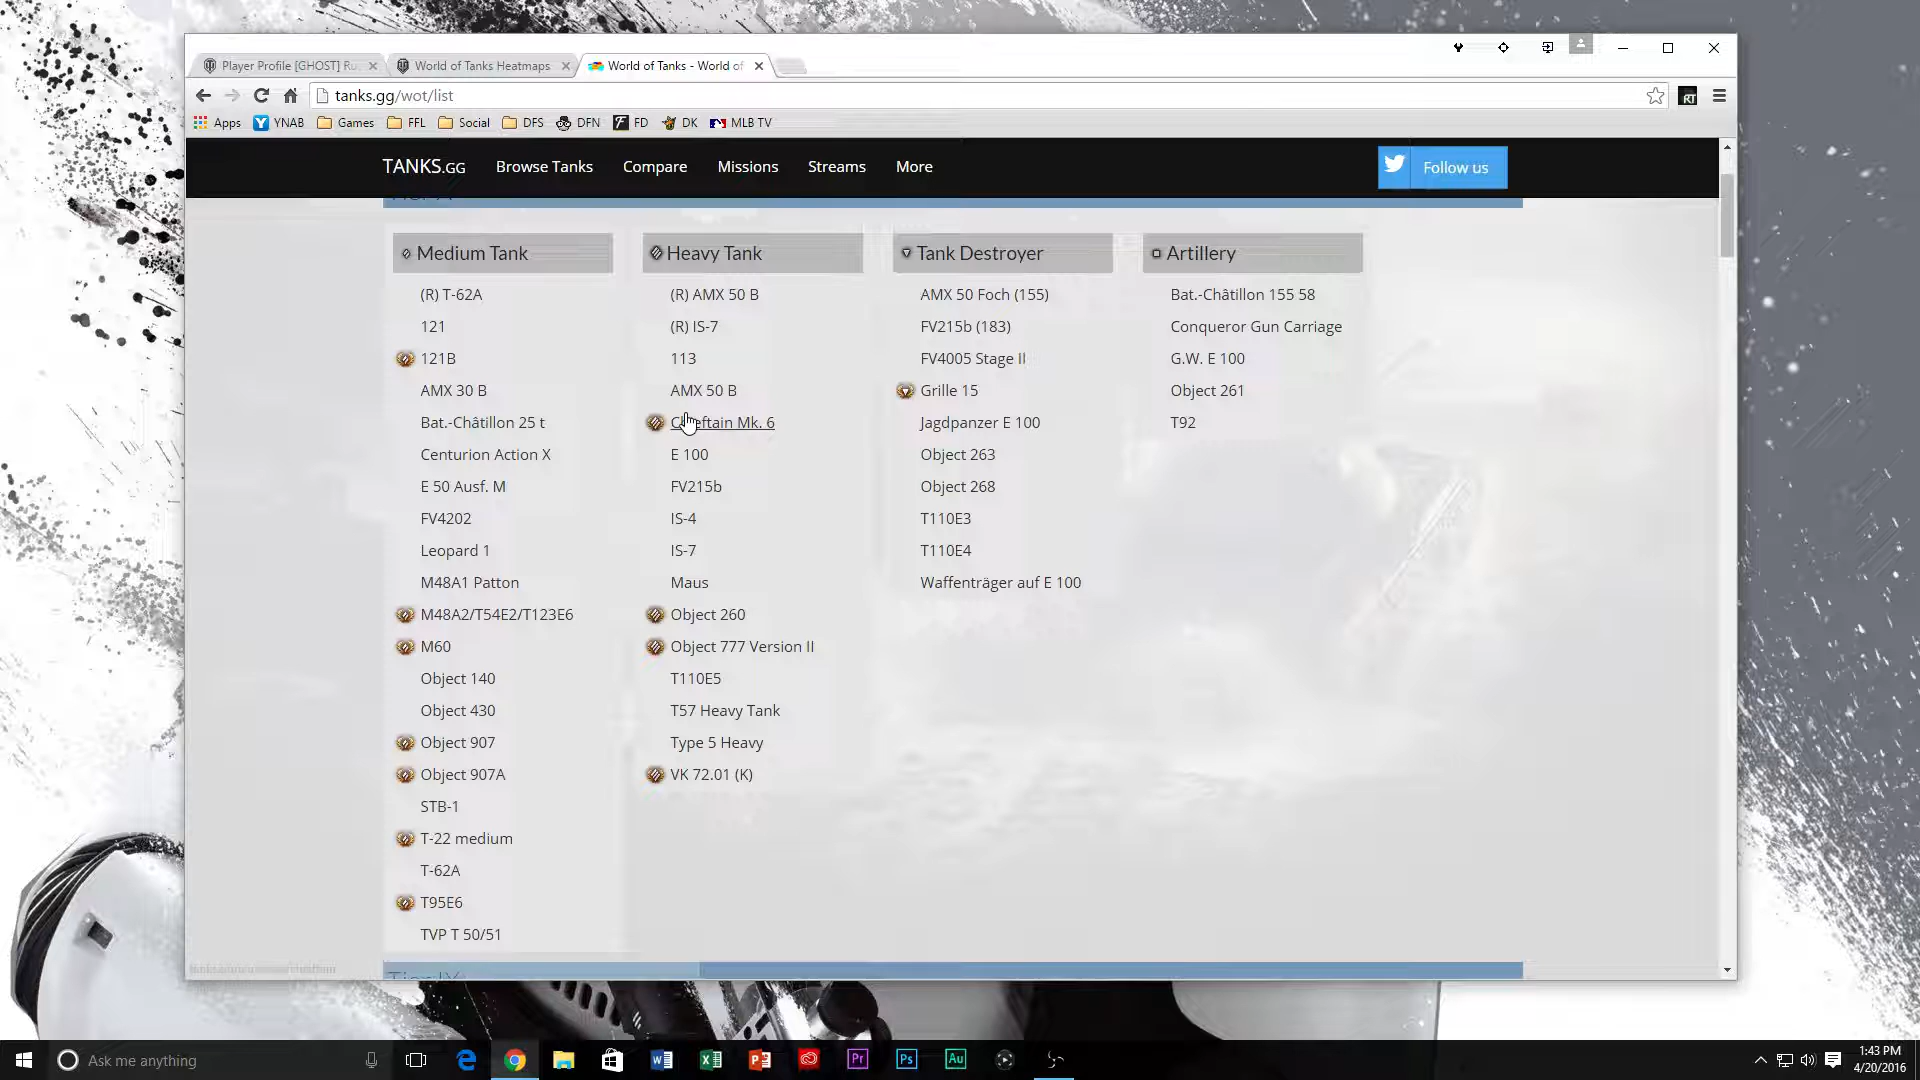 Player Profile [GHOST] Ru
World of Tanks Heatmaps
World of Tanks - World of
tanks.gg/wot/list
Apps
YNAB
Games
FFL
Social
DFS
DFN
FD
DK
MLB TV
TANKS.GG
Browse Tanks
Compare
Missions
Streams
More
Follow us
Medium Tank
(R) T-62A
121
121B
AMX 30 B
Bat.-Châtillon 25 t
Centurion Action X
E 50 Ausf. M
FV4202
Leopard 1
M48A1 Patton
M48A2/T54E2/T123E6
M60
Object 140
Object 430
Object 907
Object 907A
STB-1
T-22 medium
T-62A
T95E6
TVP T 50/51
Heavy Tank
(R) AMX 50 B
(R) IS-7
113
AMX 50 B
Chieftain Mk. 6
E 100
FV215b
IS-4
IS-7
Maus
Object 260
Object 777 Version II
T110E5
T57 Heavy Tank
Type 5 Heavy
VK 72.01 (K)
Tank Destroyer
AMX 50 Foch (155)
FV215b (183)
FV4005 Stage II
Grille 15
Jagdpanzer E 100
Object 263
Object 268
T110E3
T110E4
Waffenträger auf E 100
Artillery
Bat.-Châtillon 155 58
Conqueror Gun Carriage
G.W. E 100
Object 261
T92
Tier IX
Ask me anything
1:43 PM
4/20/2016